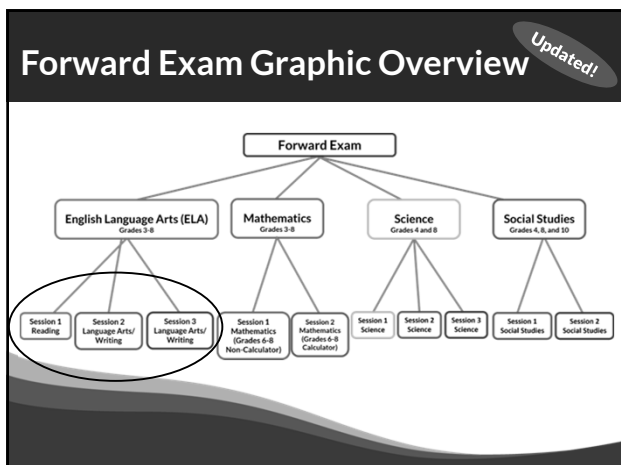 Forward Exam Graphic Overview
Updated!
Forward Exam
English Language Arts (ELA)
Grades 3-8
Mathematics
Grades 3-8
Science
Grades 4 and 8
Social Studies
Grades 4, 8, and 10
Session 1
Reading
Session 2
Language Arts/
Writing
Session 3
Language Arts/
Writing
Session 1
Mathematics
(Grades 6-8
Non-Calculator)
Session 2
Mathematics
(Grades 6-8
Calculator)
Session 1
Science
Session 2
Science
Session 3
Science
Session 1
Social Studies
Session 2
Social Studies